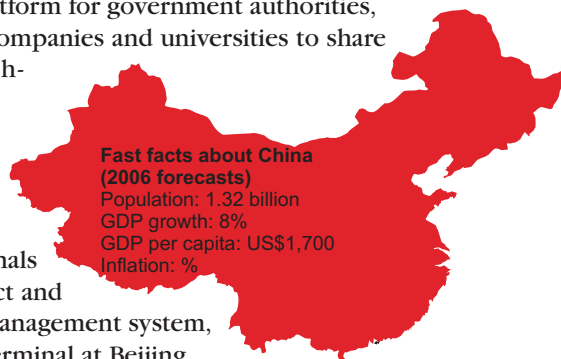 tform for government authorities,
ompanies and universities to share
h-
Fast facts about China
(2006 forecasts)
Population: 1.32 billion
GDP growth: 8%
GDP per capita: US$1,700
Inflation: %
nals
ct and
anagement system,
erminal at Beijing